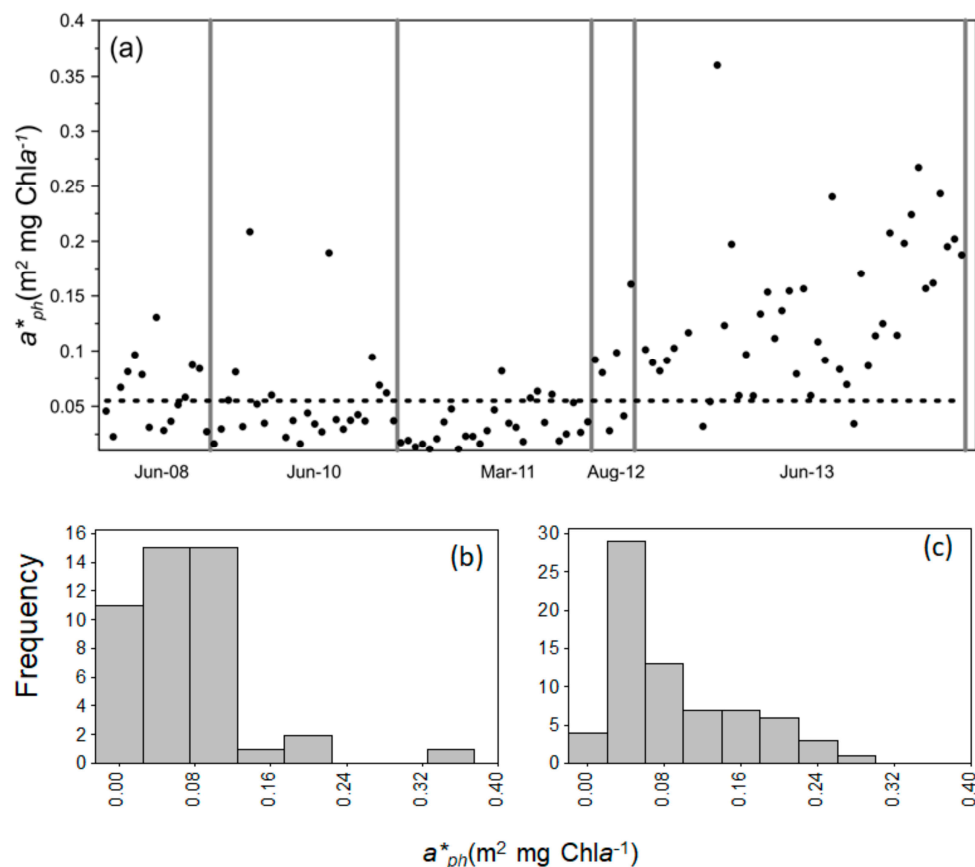 (a)
a*ph(m² mg Chla-1)
0.4
0.35
0.3
0.25
0.2
0.15
0.1
0.05
Jun-08 Jun-10 Mar-11 Aug-12 Jun-13
(b)
Frequency
16
14
12
10
8
6
4
2
0
0.00 0.08 0.16 0.24 0.32 0.40
(c)
30
25
20
15
10
5
0
0.00 0.08 0.16 0.24 0.32 0.40
a*ph(m² mg Chla-1)